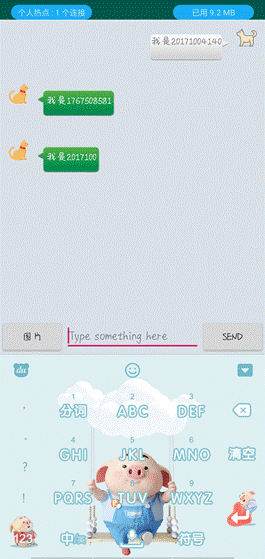 个人热点：1 个连接
已用 9.2 MB
我是20171004140
我是1767508581
我是2017100
图片
Type something here
SEND
du
1 2 3
分词 ABC DEF
4 5 6
GHI JKL MNO 清空
?
7 8 9
!
PQRS TUV WXYZ
123 中 符号